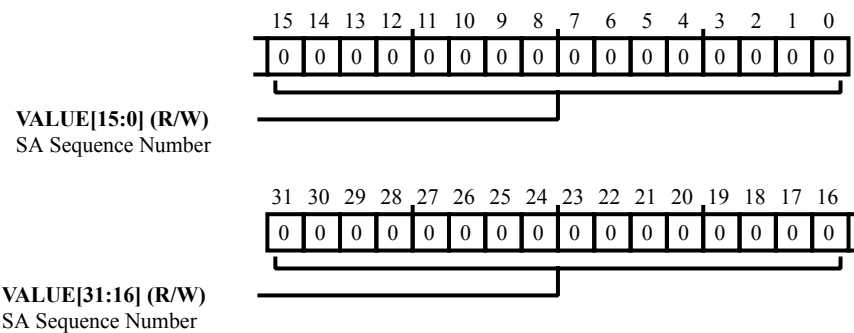 15 14 13 12 11 10 9 8 7 6 5 4 3 2 1 0
0 0 0 0 0 0 0 0 0 0 0 0 0 0 0 0
VALUE[15:0] (R/W)
SA Sequence Number
31 30 29 28 27 26 25 24 23 22 21 20 19 18 17 16
0 0 0 0 0 0 0 0 0 0 0 0 0 0 0 0
VALUE[31:16] (R/W)
SA Sequence Number